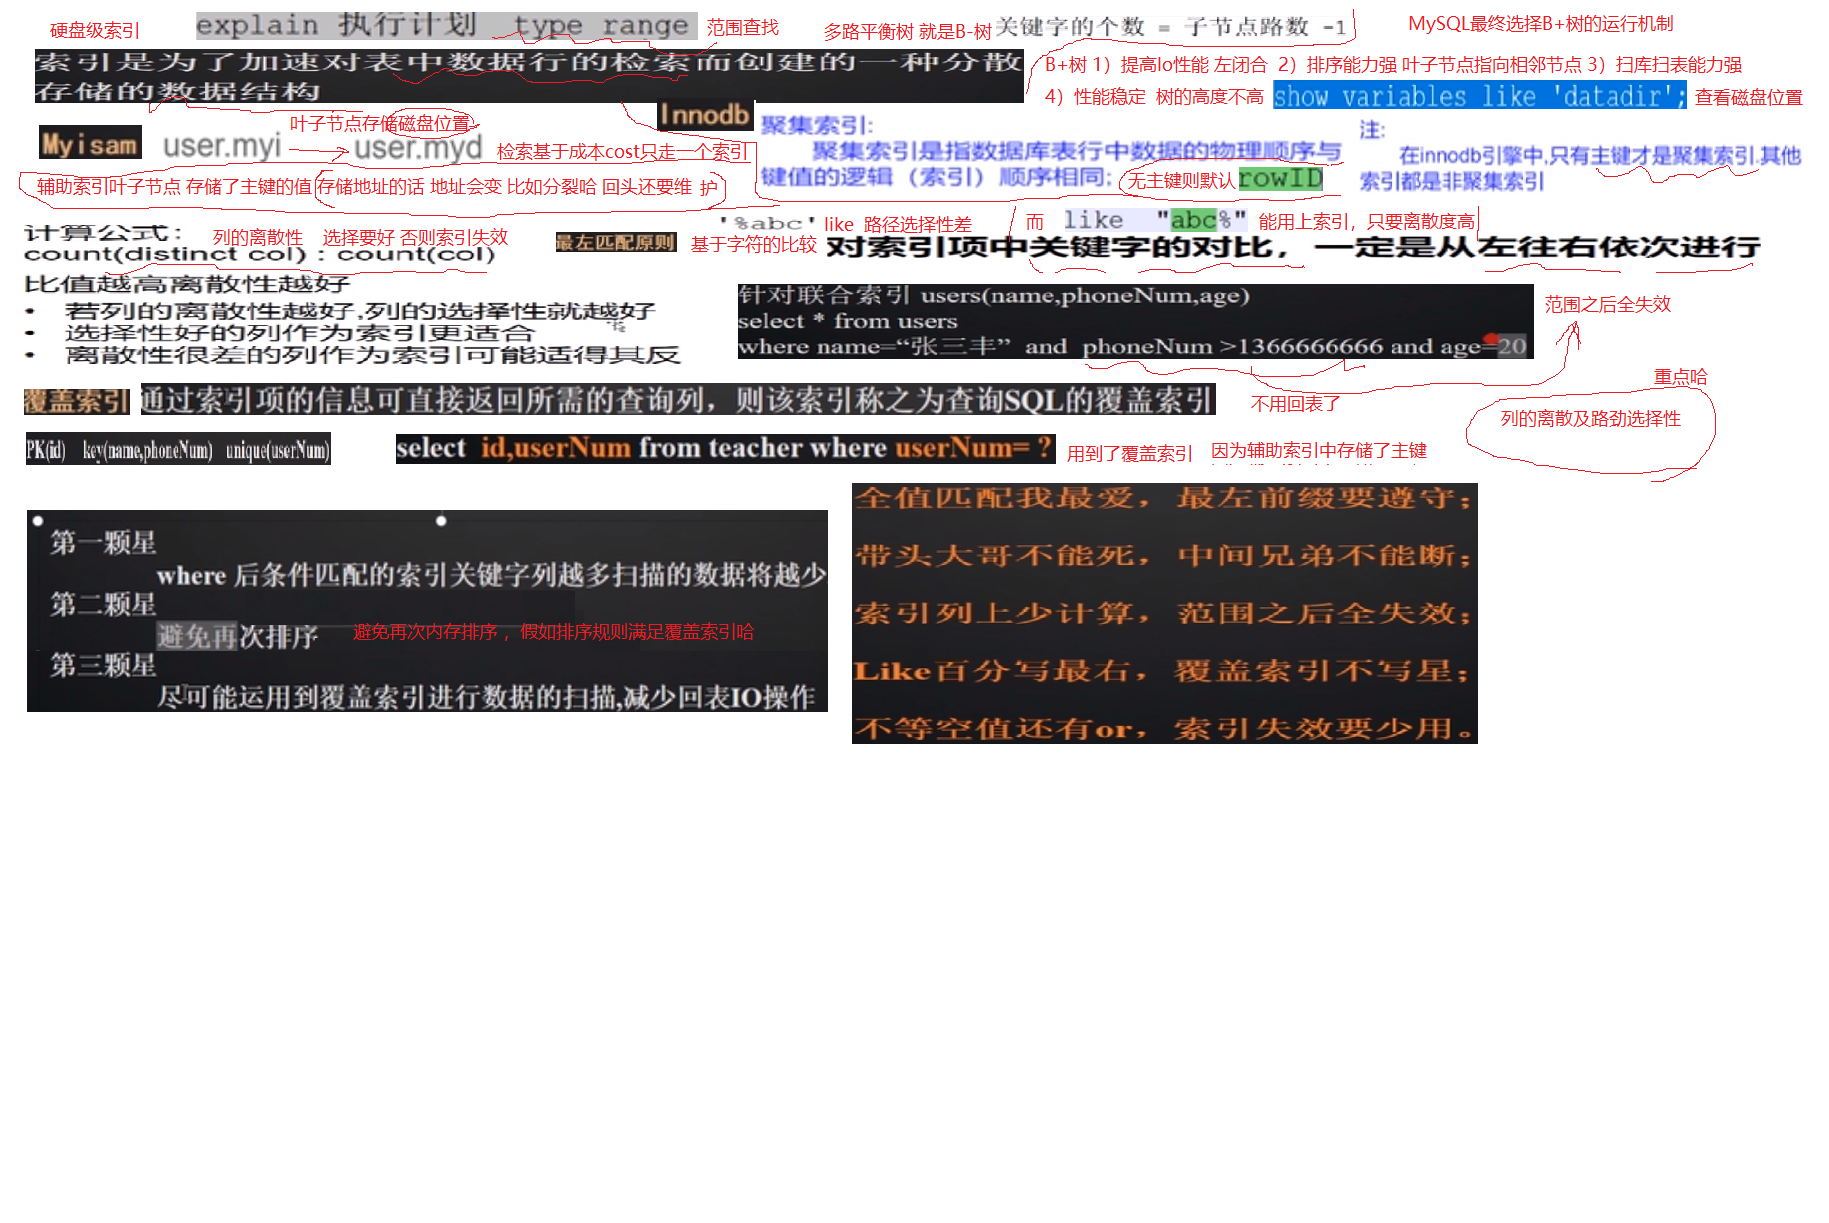 硬盘级索引
explain 执行计划 type range
范围查找
多路平衡树 就是B-树
关键字的个数 = 子节点路数 -1
MySQL最终选择B+树的运行机制
索引是为了加速对表中数据行的检索而创建的一种分散
存储的数据结构
B+树 1）提高Io性能 左闭合 2）排序能力强 叶子节点指向相邻节点 3）扫库扫表能力强
4）性能稳定 树的高度不高
show variables like 'datadir';
查看磁盘位置
叶子节点存储磁盘位置
Myisam
user.myi
user.myd
检索基于成本cost只走一个索引
Innodb
聚集索引:
聚集索引是指数据库表行中数据的物理顺序与
键值的逻辑（索引）顺序相同;
无主键则默认
rowID
注:
在innodb引擎中,只有主键才是聚集索引.其他
索引都是非聚集索引
辅助索引叶子节点 存储了主键的值 存储地址的话 地址会变 比如分裂哈 回头还要维 护
计算公式:
列的离散性 选择要好 否则索引失效
count(distinct col) : count(col)
最左匹配原则
基于字符的比较
'%abc'
like 路径选择性差
而
like "abc%"
能用上索引，只要离散度高
对索引项中关键字的对比，一定是从左往右依次进行
比值越高离散性越好
• 若列的离散性越好,列的选择性就越好
• 选择性好的列作为索引更适合
• 离散性很差的列作为索引可能适得其反
针对联合索引 users(name,phoneNum,age)
select * from users
where name=“张三丰” and phoneNum >1366666666 and age=20
范围之后全失效
覆盖索引
通过索引项的信息可直接返回所需的查询列，则该索引称之为查询SQL的覆盖索引
不用回表了
重点哈
列的离散及路劲选择性
PK(id) key(name,phoneNum) unique(userNum)
select id,userNum from teacher where userNum= ?
用到了覆盖索引
因为辅助索引中存储了主键
第一颗星
where 后条件匹配的索引关键字列越多扫描的数据将越少
第二颗星
避免再次排序
避免再次内存排序 ，假如排序规则满足覆盖索引哈
第三颗星
尽可能运用到覆盖索引进行数据的扫描,减少回表IO操作
全值匹配我最爱，最左前缀要遵守；
带头大哥不能死，中间兄弟不能断；
索引列上少计算，范围之后全失效；
Like百分写最右，覆盖索引不写星；
不等空值还有or，索引失效要少用。